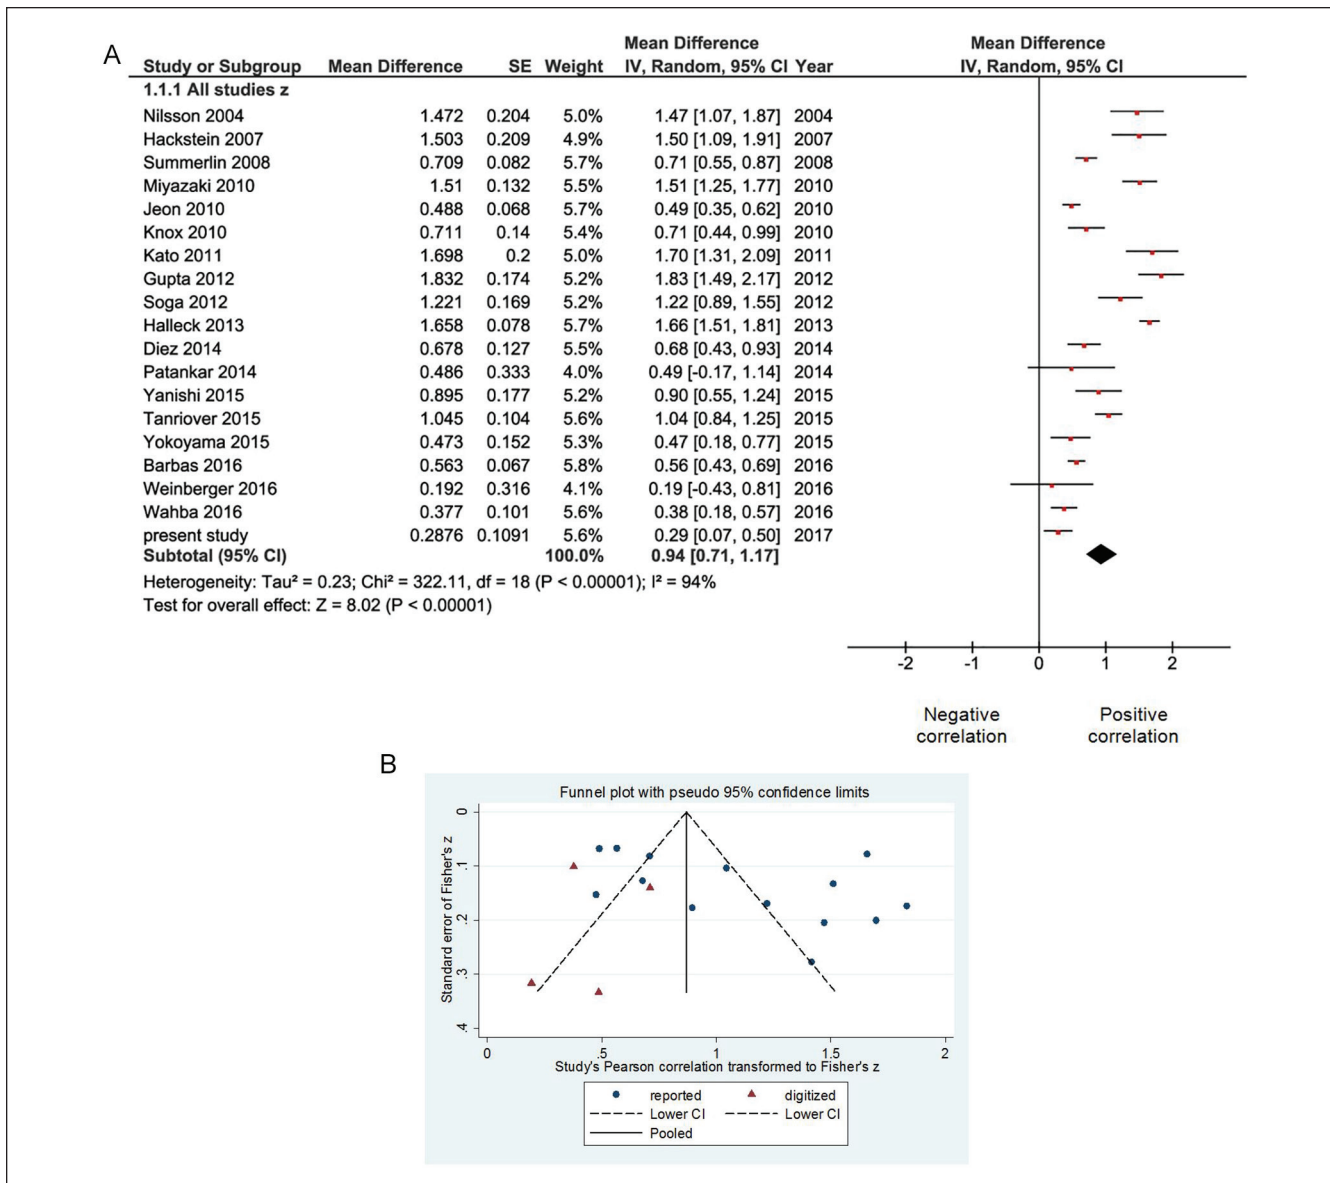 A
Mean Difference Mean Difference
Study or Subgroup Mean Difference SE Weight IV, Random, 95% CI Year IV, Random, 95% CI
1.1.1 All studies z
Nilsson 2004 1.472 0.204 5.0% 1.47 [1.07, 1.87] 2004
Hackstein 2007 1.503 0.209 4.9% 1.50 [1.09, 1.91] 2007
Summerlin 2008 0.709 0.082 5.7% 0.71 [0.55, 0.87] 2008
Miyazaki 2010 1.51 0.132 5.5% 1.51 [1.25, 1.77] 2010
Jeon 2010 0.488 0.068 5.7% 0.49 [0.35, 0.62] 2010
Knox 2010 0.711 0.14 5.4% 0.71 [0.44, 0.99] 2010
Kato 2011 1.698 0.2 5.0% 1.70 [1.31, 2.09] 2011
Gupta 2012 1.832 0.174 5.2% 1.83 [1.49, 2.17] 2012
Soga 2012 1.221 0.169 5.2% 1.22 [0.89, 1.55] 2012
Halleck 2013 1.658 0.078 5.7% 1.66 [1.51, 1.81] 2013
Diez 2014 0.678 0.127 5.5% 0.68 [0.43, 0.93] 2014
Patankar 2014 0.486 0.333 4.0% 0.49 [-0.17, 1.14] 2014
Yanishi 2015 0.895 0.177 5.2% 0.90 [0.55, 1.24] 2015
Tanriover 2015 1.045 0.104 5.6% 1.04 [0.84, 1.25] 2015
Yokoyama 2015 0.473 0.152 5.3% 0.47 [0.18, 0.77] 2015
Barbas 2016 0.563 0.067 5.8% 0.56 [0.43, 0.69] 2016
Weinberger 2016 0.192 0.316 4.1% 0.19 [-0.43, 0.81] 2016
Wahba 2016 0.377 0.101 5.6% 0.38 [0.18, 0.57] 2016
present study 0.2876 0.1091 5.6% 0.29 [0.07, 0.50] 2017
Subtotal (95% CI) 100.0% 0.94 [0.71, 1.17]
Heterogeneity: Tau² = 0.23; Chi² = 322.11, df = 18 (P < 0.00001); I² = 94%
Test for overall effect: Z = 8.02 (P < 0.00001)
-2 -1 0 1 2
Negative Positive
correlation correlation
B
Funnel plot with pseudo 95% confidence limits
Standard error of Fisher's z
0
.1
.2
.3
.4
0 .5 1 1.5 2
Study's Pearson correlation transformed to Fisher's z
reported digitized
Lower CI Lower CI
Pooled